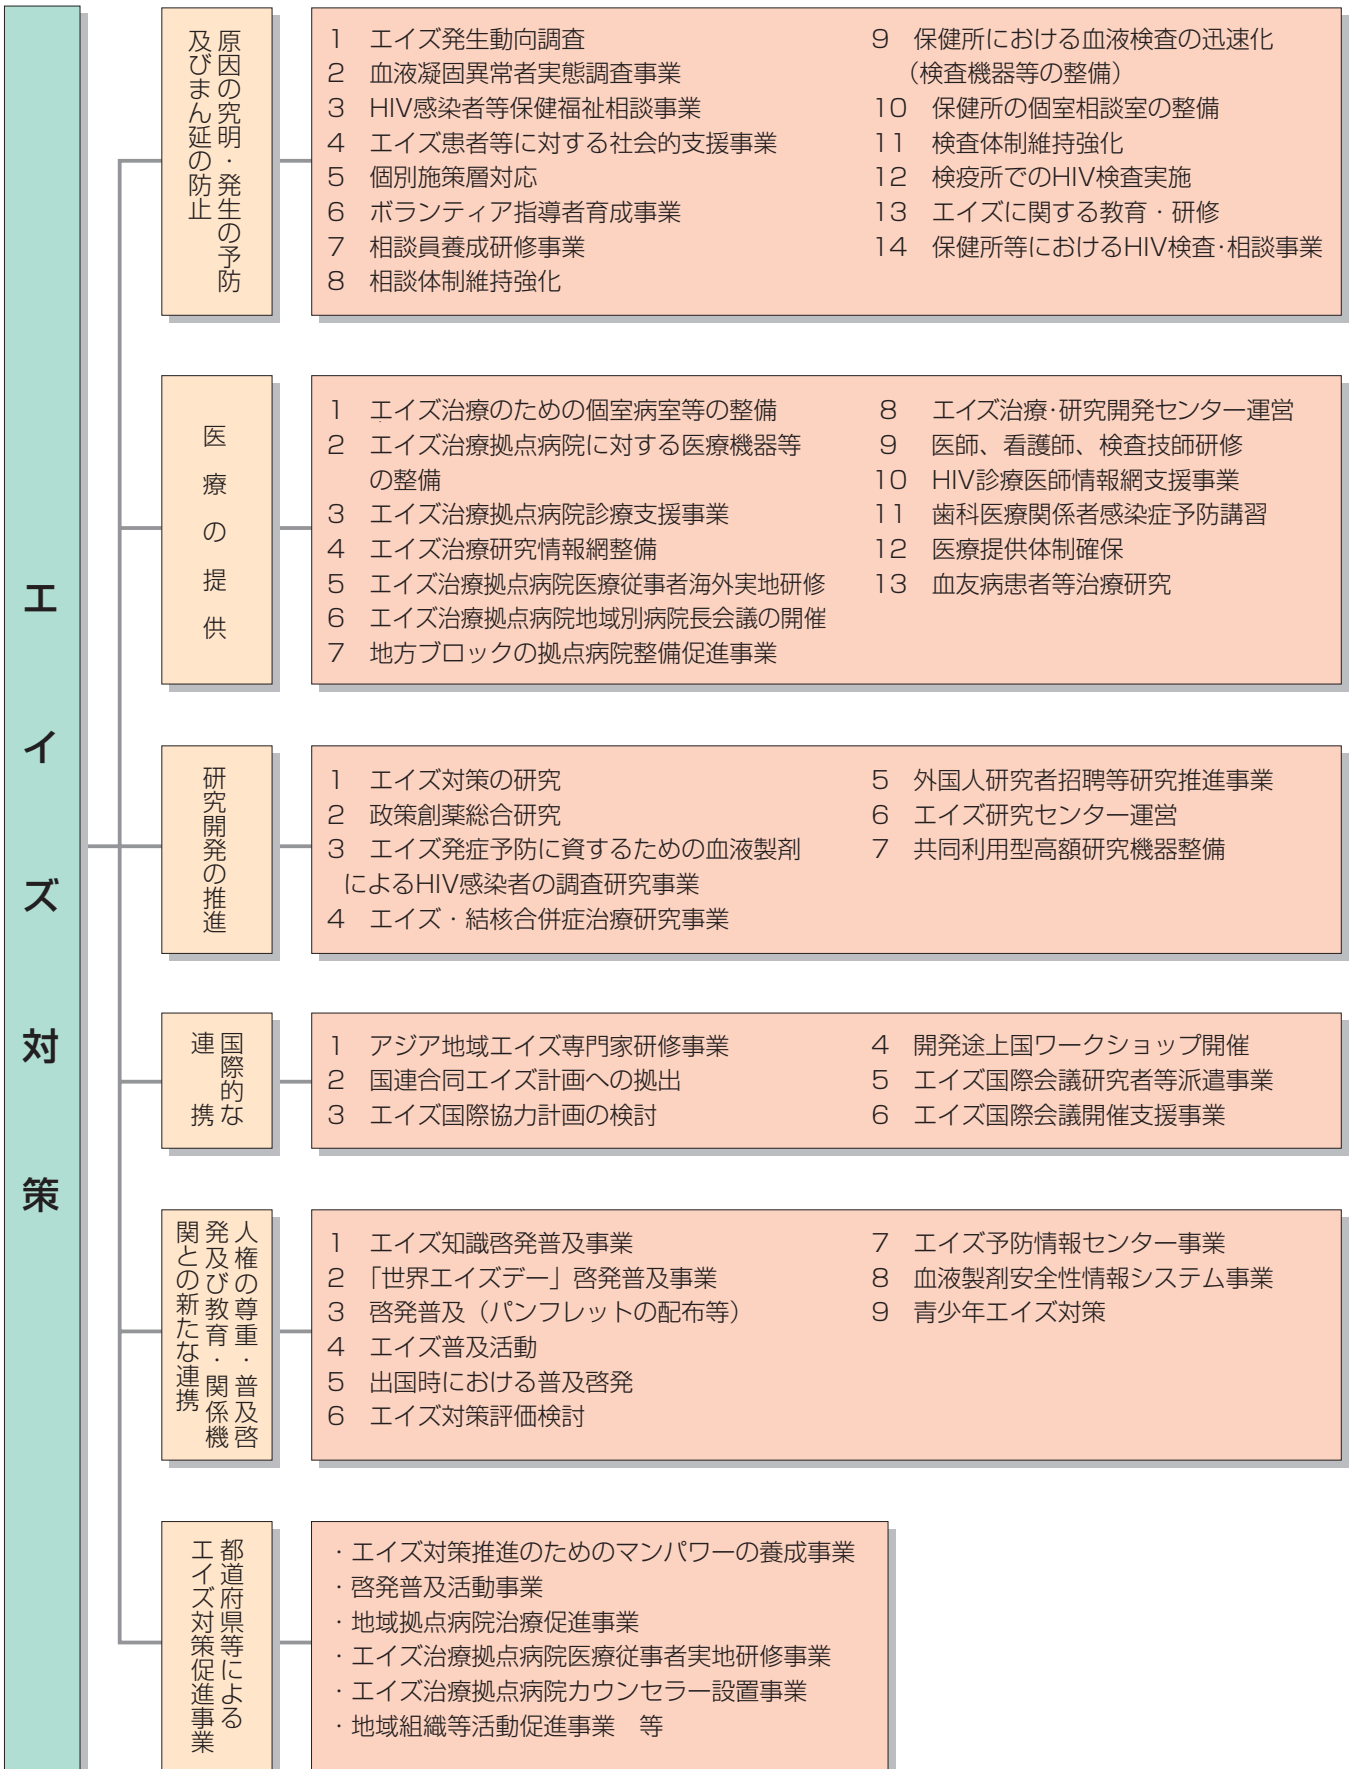 エイズ対策
原因の究明・発生の予防
及びまん延の防止
1 エイズ発生動向調査
2 血液凝固異常者実態調査事業
3 HIV感染者等保健福祉相談事業
4 エイズ患者等に対する社会的支援事業
5 個別施策層対応
6 ボランティア指導者育成事業
7 相談員養成研修事業
8 相談体制維持強化
9 保健所における血液検査の迅速化
(検査機器等の整備)
10 保健所の個室相談室の整備
11 検査体制維持強化
12 検疫所でのHIV検査実施
13 エイズに関する教育・研修
14 保健所等におけるHIV検査・相談事業
医療の提供
1 エイズ治療のための個室病室等の整備
2 エイズ治療拠点病院に対する医療機器等
の整備
3 エイズ治療拠点病院診療支援事業
4 エイズ治療研究情報網整備
5 エイズ治療拠点病院医療従事者海外実地研修
6 エイズ治療拠点病院地域別病院長会議の開催
7 地方ブロックの拠点病院整備促進事業
8 エイズ治療・研究開発センター運営
9 医師、看護師、検査技師研修
10 HIV診療医師情報網支援事業
11 歯科医療関係者感染症予防講習
12 医療提供体制確保
13 血友病患者等治療研究
研究開発の推進
1 エイズ対策の研究
2 政策創薬総合研究
3 エイズ発症予防に資するための血液製剤
によるHIV感染者の調査研究事業
4 エイズ・結核合併症治療研究事業
5 外国人研究者招聘等研究推進事業
6 エイズ研究センター運営
7 共同利用型高額研究機器整備
国際的な
連携
1 アジア地域エイズ専門家研修事業
2 国連合同エイズ計画への拠出
3 エイズ国際協力計画の検討
4 開発途上国ワークショップ開催
5 エイズ国際会議研究者等派遣事業
6 エイズ国際会議開催支援事業
人権の尊重・普及啓
発及び教育・関係機
関との新たな連携
1 エイズ知識啓発普及事業
2 「世界エイズデー」啓発普及事業
3 啓発普及(パンフレットの配布等)
4 エイズ普及活動
5 出国時における普及啓発
6 エイズ対策評価検討
7 エイズ予防情報センター事業
8 血液製剤安全性情報システム事業
9 青少年エイズ対策
都道府県等による
エイズ対策促進事業
・エイズ対策推進のためのマンパワーの養成事業
・啓発普及活動事業
・地域拠点病院治療促進事業
・エイズ治療拠点病院医療従事者実地研修事業
・エイズ治療拠点病院カウンセラー設置事業
・地域組織等活動促進事業 等